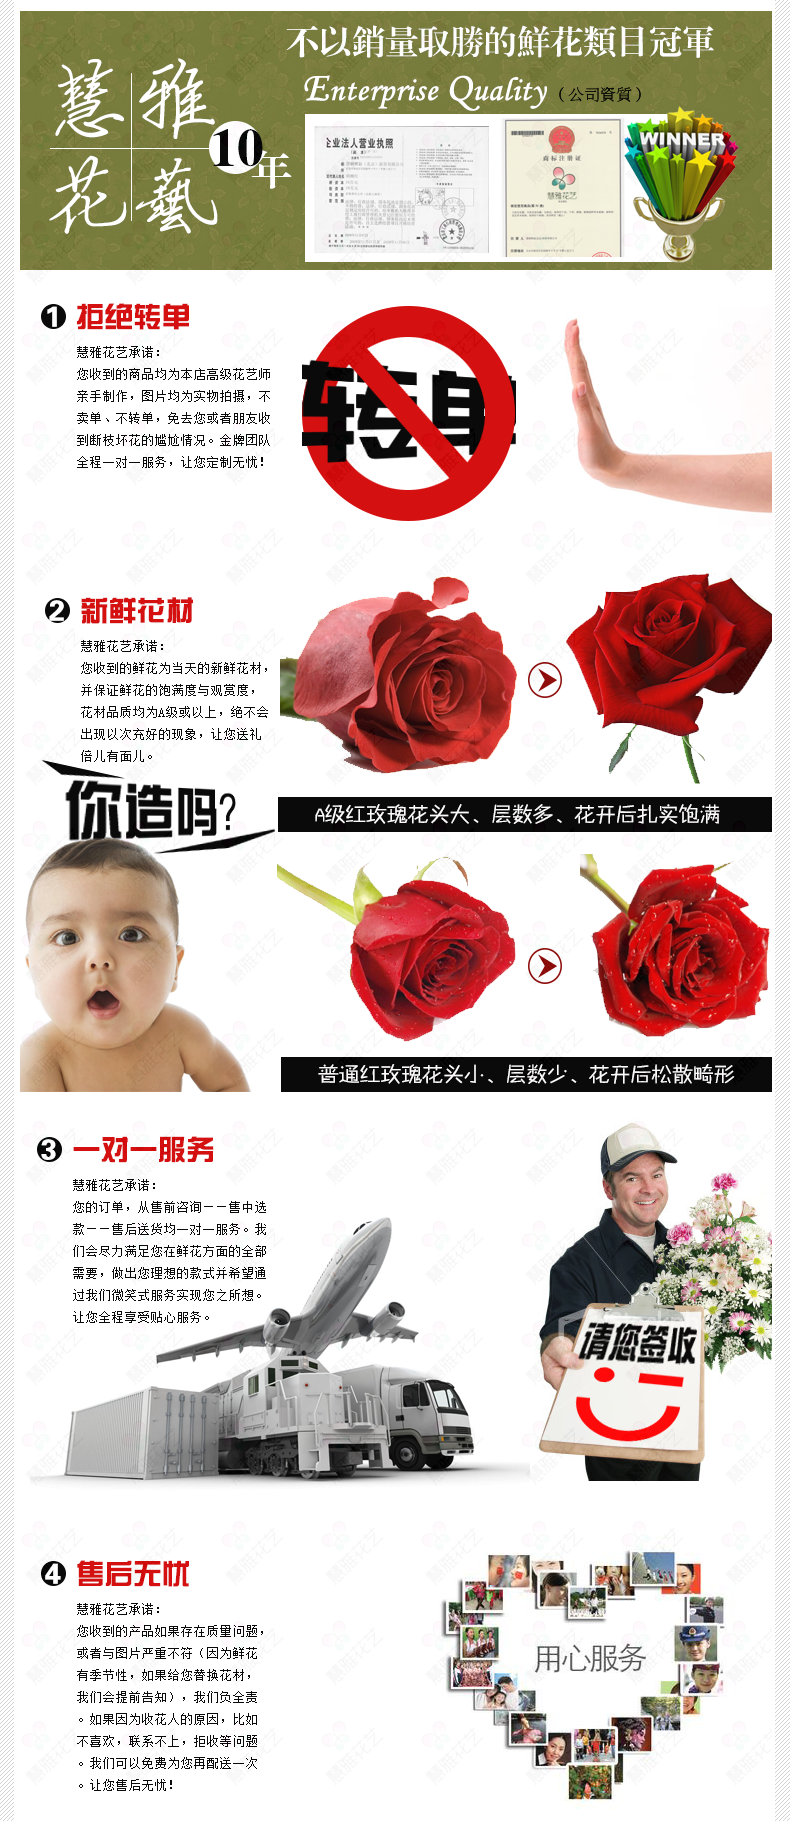 不以銷量取勝的鮮花類目冠軍
Enterprise Quality（公司資質）
慧雅
花藝
10年
企业法人营业执照
商标注册证
慧雅花艺
WINNER
1 拒绝转单
慧雅花艺承诺：
您收到的商品均为本店高级花艺师
亲手制作，图片均为实物拍摄，不
卖单、不转单，免去您或者朋友收
到断枝坏花的尴尬情况。金牌团队
全程一对一服务，让您定制无忧！
转单
2 新鲜花材
慧雅花艺承诺：
您收到的鲜花为当天的新鲜花材，
并保证鲜花的饱满度与观赏度，
花材品质均为A级或以上，绝不会
出现以次充好的现象，让您送礼
倍儿有面儿。
你造吗?
A级红玫瑰花头大、层数多、花开后扎实饱满
普通红玫瑰花头小、层数少、花开后松散畸形
3 一对一服务
慧雅花艺承诺：
您的订单，从售前咨询－－售中选
款－－售后送货均一对一服务。我
们会尽力满足您在鲜花方面的全部
需要，做出您理想的款式并希望通
过我们微笑式服务实现您之所想。
让您全程享受贴心服务。
请您签收
4 售后无忧
慧雅花艺承诺：
您收到的产品如果存在质量问题，
或者与图片严重不符（因为鲜花
有季节性，如果给您替换花材，
我们会提前告知），我们负全责
。如果因为收花人的原因，比如
不喜欢，联系不上，拒收等问题
。我们可以免费为您再配送一次
。让您售后无忧！
用心服务